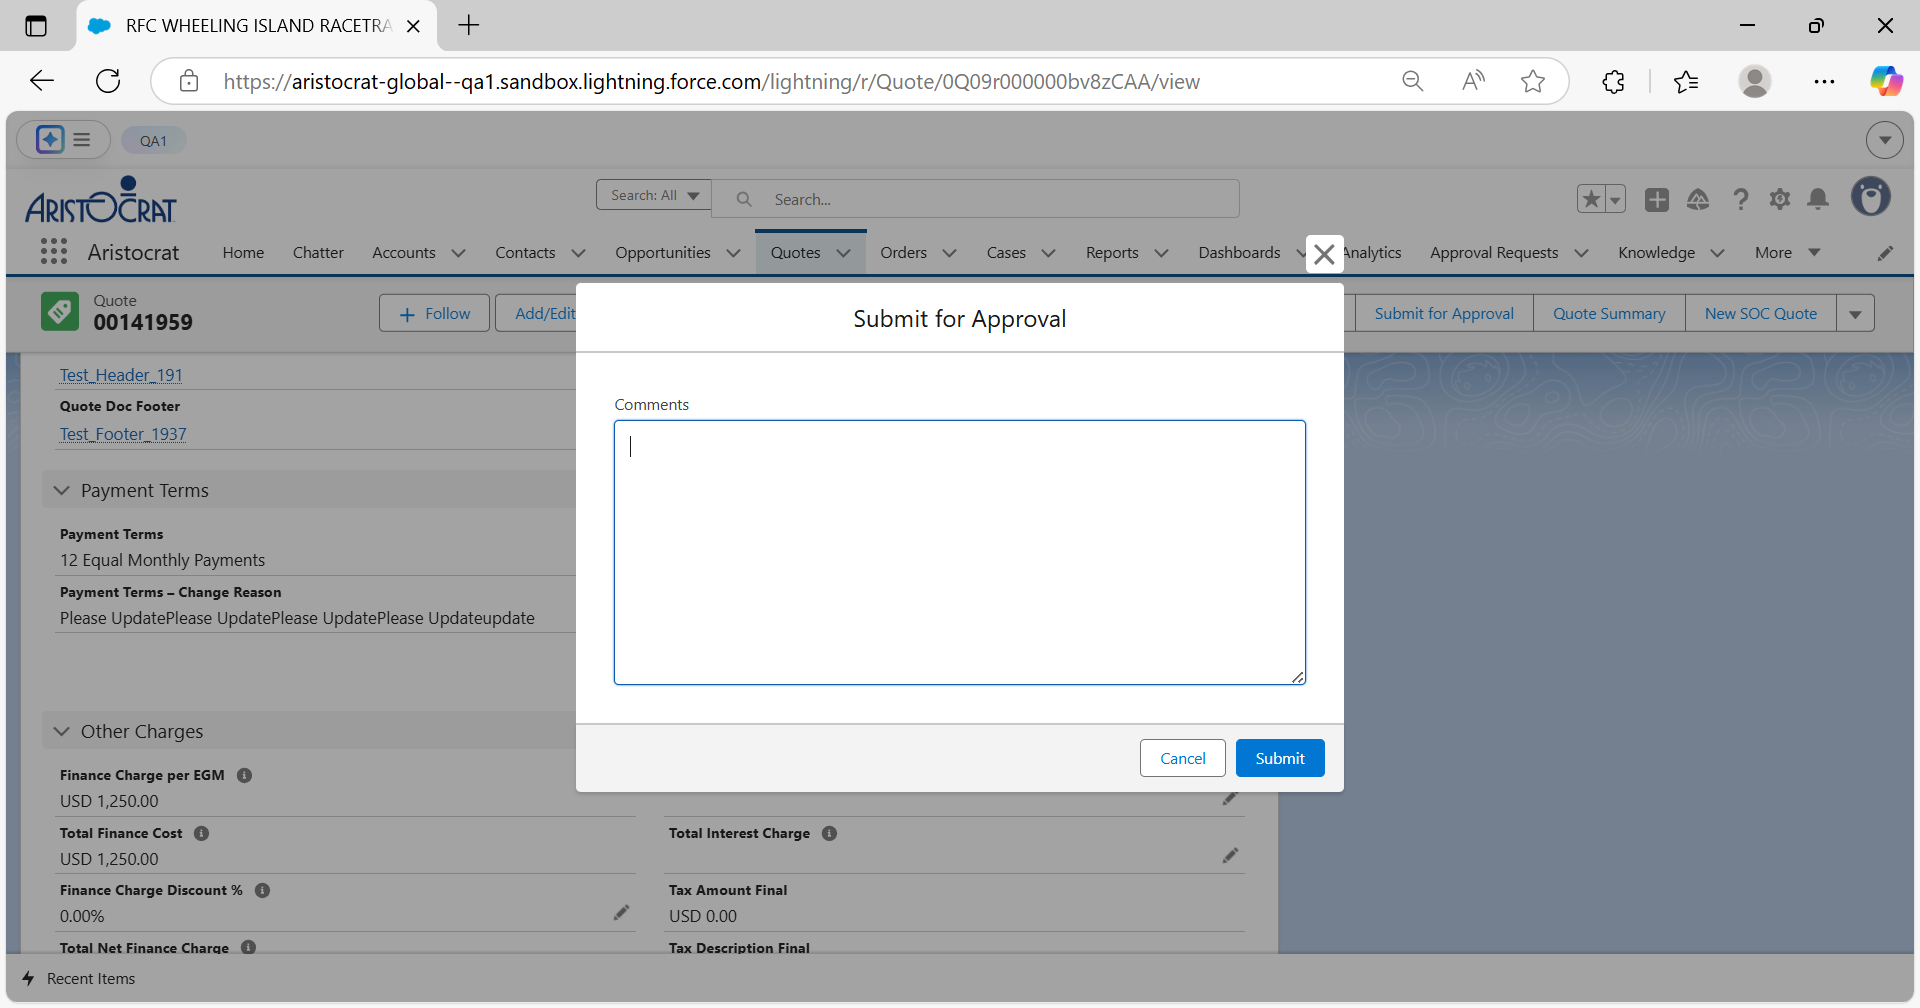 RFC WHEELING ISLAND RACETRA
https://aristocrat-global--qa1.sandbox.lightning.force.com/lightning/r/Quote/0Q09r000000bv8zCAA/view
QA1
ARISTOCRAT
Search: All
Search...
Aristocrat
Home
Chatter
Accounts
Contacts
Opportunities
Quotes
Orders
Cases
Reports
Dashboards
Analytics
Approval Requests
Knowledge
More
Quote
00141959
Follow
Add/Edit
Submit for Approval
Quote Summary
New SOC Quote
Submit for Approval
Comments
Cancel
Submit
Test_Header_191
Quote Doc Footer
Test_Footer_1937
Payment Terms
Payment Terms
12 Equal Monthly Payments
Payment Terms – Change Reason
Please UpdatePlease UpdatePlease UpdatePlease Updateupdate
Other Charges
Finance Charge per EGM
USD 1,250.00
Total Finance Cost
USD 1,250.00
Total Interest Charge
Finance Charge Discount %
0.00%
Tax Amount Final
USD 0.00
Total Net Finance Charge
Tax Description Final
Recent Items